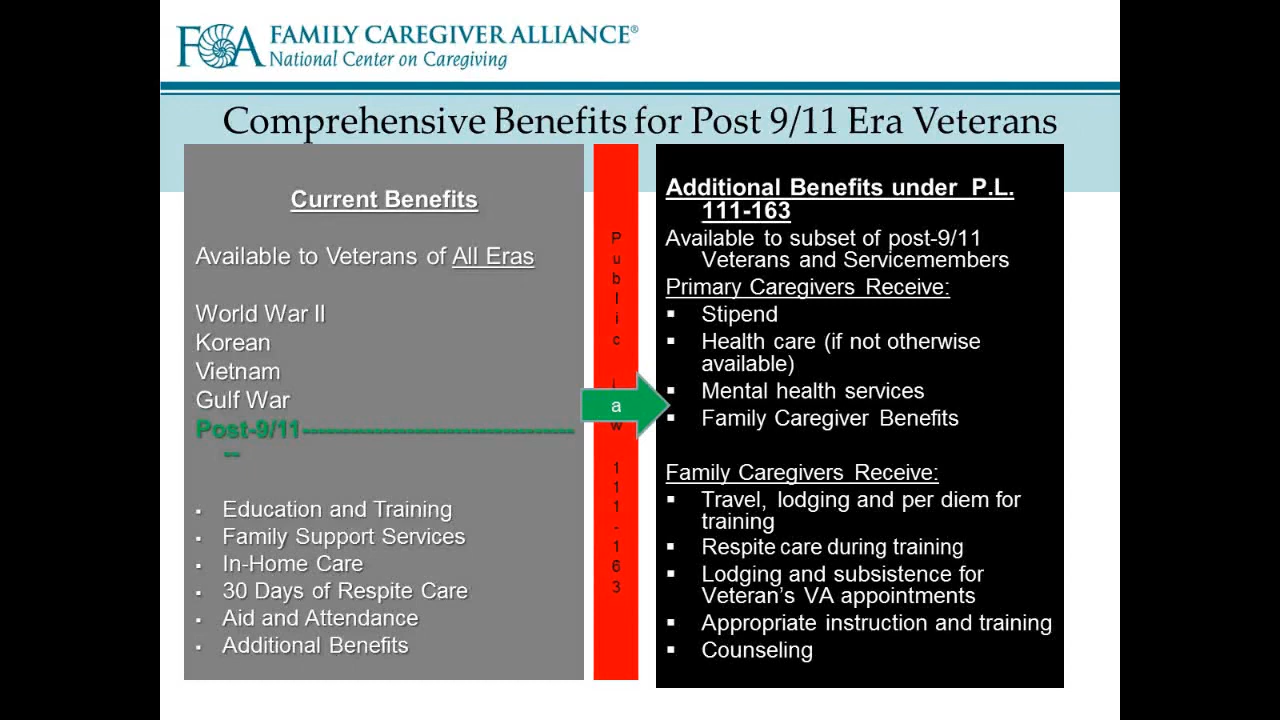 FCA FAMILY CAREGIVER ALLIANCE®
National Center on Caregiving
Comprehensive Benefits for Post 9/11 Era Veterans
Current Benefits
Available to Veterans of All Eras
World War II
Korean
Vietnam
Gulf War
Post-9/11------------------------------------
--
▪ Education and Training
▪ Family Support Services
▪ In-Home Care
▪ 30 Days of Respite Care
▪ Aid and Attendance
▪ Additional Benefits
P
u
b
l
i
c
l
a
w
1
1
1
-
1
6
3
Additional Benefits under P.L.
111-163
Available to subset of post-9/11
Veterans and Servicemembers
Primary Caregivers Receive:
▪ Stipend
▪ Health care (if not otherwise
available)
▪ Mental health services
▪ Family Caregiver Benefits
Family Caregivers Receive:
▪ Travel, lodging and per diem for
training
▪ Respite care during training
▪ Lodging and subsistence for
Veteran's VA appointments
▪ Appropriate instruction and training
▪ Counseling